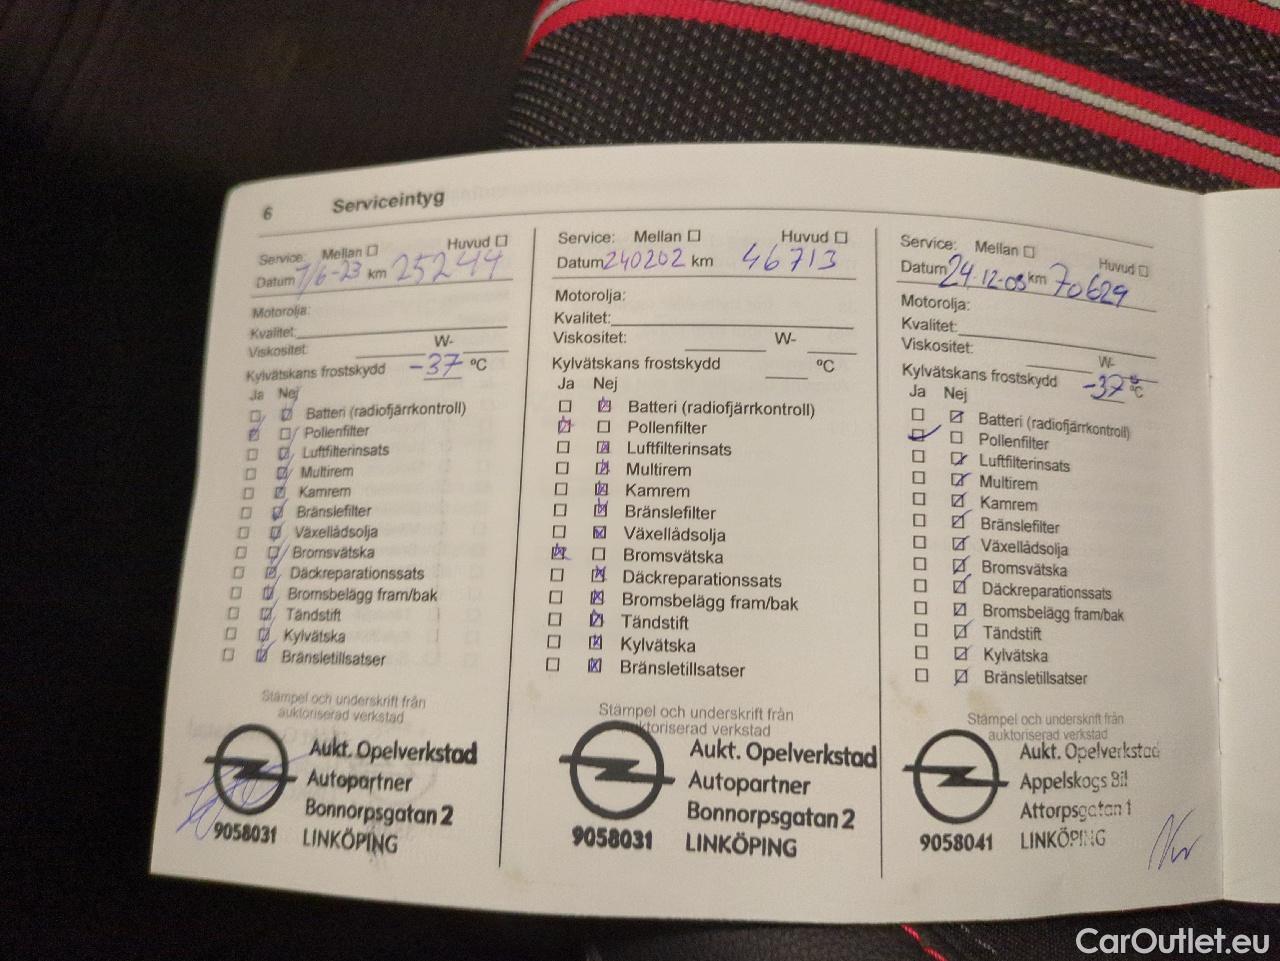 6 Serviceintyg
Service: Mellan Huvud
Datum 7/6-23 km 25244
Motorolja:
Kvalitet:
Viskositet: W-
Kylvätskans frostskydd -37 °C
Ja Nej
Batteri (radiofjärrkontroll)
Pollenfilter
Luftfilterinsats
Multirem
Kamrem
Bränslefilter
Växellådsolja
Bromsvätska
Däckreparationssats
Bromsbelägg fram/bak
Tändstift
Kylvätska
Bränsletillsatser
Stämpel och underskrift från
auktoriserad verkstad
Aukt. Opelverkstad
Autopartner
Bonnorpsgatan 2
9058031 LINKÖPING
Service: Mellan Huvud
Datum 240202 km 46713
Motorolja:
Kvalitet:
Viskositet: W-
Kylvätskans frostskydd °C
Ja Nej
Batteri (radiofjärrkontroll)
Pollenfilter
Luftfilterinsats
Multirem
Kamrem
Bränslefilter
Växellådsolja
Bromsvätska
Däckreparationssats
Bromsbelägg fram/bak
Tändstift
Kylvätska
Bränsletillsatser
Stämpel och underskrift från
auktoriserad verkstad
Aukt. Opelverkstad
Autopartner
Bonnorpsgatan 2
9058031 LINKÖPING
Service: Mellan Huvud
Datum 24-12-03 km 70629
Motorolja:
Kvalitet:
Viskositet:
W-
Kylvätskans frostskydd -37 °C
Ja Nej
Batteri (radiofjärrkontroll)
Pollenfilter
Luftfilterinsats
Multirem
Kamrem
Bränslefilter
Växellådsolja
Bromsvätska
Däckreparationssats
Bromsbelägg fram/bak
Tändstift
Kylvätska
Bränsletillsatser
Stämpel och underskrift från
auktoriserad verkstad
Aukt. Opelverkstad
Appelskogs Bil
Attorpsgatan 1
9058041 LINKÖPING
CarOutlet.eu